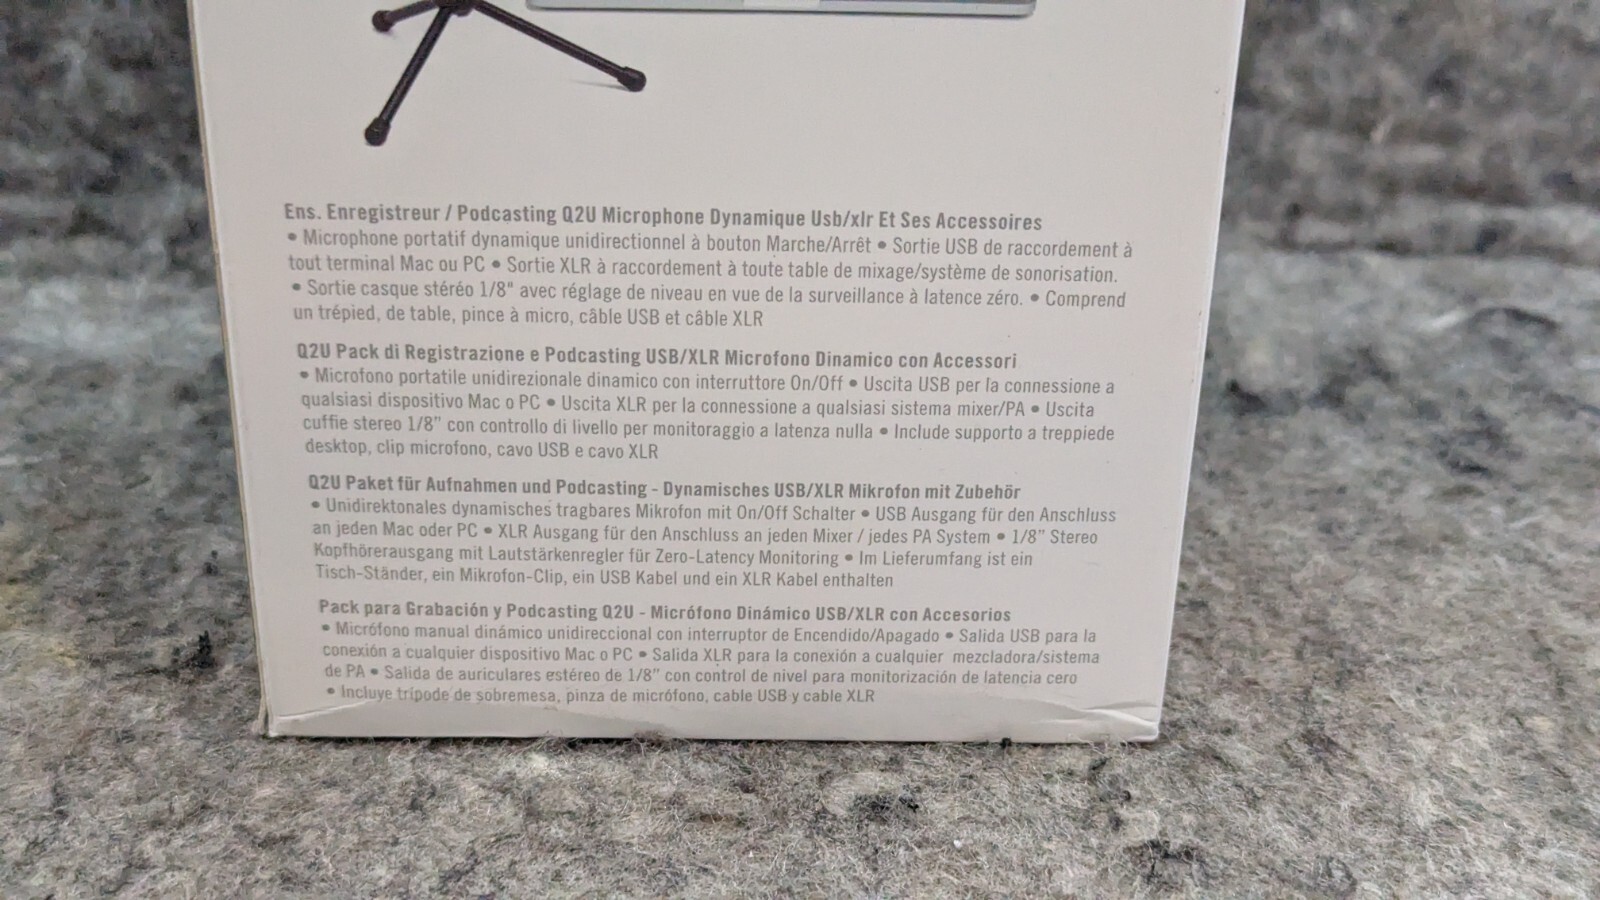 Ens. Enregistreur / Podcasting Q2U Microphone Dynamique Usb/xlr Et Ses Accessoires
• Microphone portatif dynamique unidirectionnel à bouton Marche/Arrêt • Sortie USB de raccordement à
tout terminal Mac ou PC • Sortie XLR à raccordement à toute table de mixage/système de sonorisation.
• Sortie casque stéréo 1/8" avec réglage de niveau en vue de la surveillance à latence zéro. • Comprend
un trépied, de table, pince à micro, câble USB et câble XLR
Q2U Pack di Registrazione e Podcasting USB/XLR Microfono Dinamico con Accessori
• Microfono portatile unidirezionale dinamico con interruttore On/Off • Uscita USB per la connessione a
qualsiasi dispositivo Mac o PC • Uscita XLR per la connessione a qualsiasi sistema mixer/PA • Uscita
cuffie stereo 1/8” con controllo di livello per monitoraggio a latenza nulla • Include supporto a treppiede
desktop, clip microfono, cavo USB e cavo XLR
Q2U Paket für Aufnahmen und Podcasting - Dynamisches USB/XLR Mikrofon mit Zubehör
• Unidirektonales dynamisches tragbares Mikrofon mit On/Off Schalter • USB Ausgang für den Anschluss
an jeden Mac oder PC • XLR Ausgang für den Anschluss an jeden Mixer / jedes PA System • 1/8” Stereo
Kopfhörerausgang mit Lautstärkenregler für Zero-Latency Monitoring • Im Lieferumfang ist ein
Tisch-Ständer, ein Mikrofon-Clip, ein USB Kabel und ein XLR Kabel enthalten
Pack para Grabación y Podcasting Q2U - Micrófono Dinámico USB/XLR con Accesorios
• Micrófono manual dinámico unidireccional con interruptor de Encendido/Apagado • Salida USB para la
conexión a cualquier dispositivo Mac o PC • Salida XLR para la conexión a cualquier mezcladora/sistema
de PA • Salida de auriculares estéreo de 1/8” con control de nivel para monitorización de latencia cero
• Incluye trípode de sobremesa, pinza de micrófono, cable USB y cable XLR